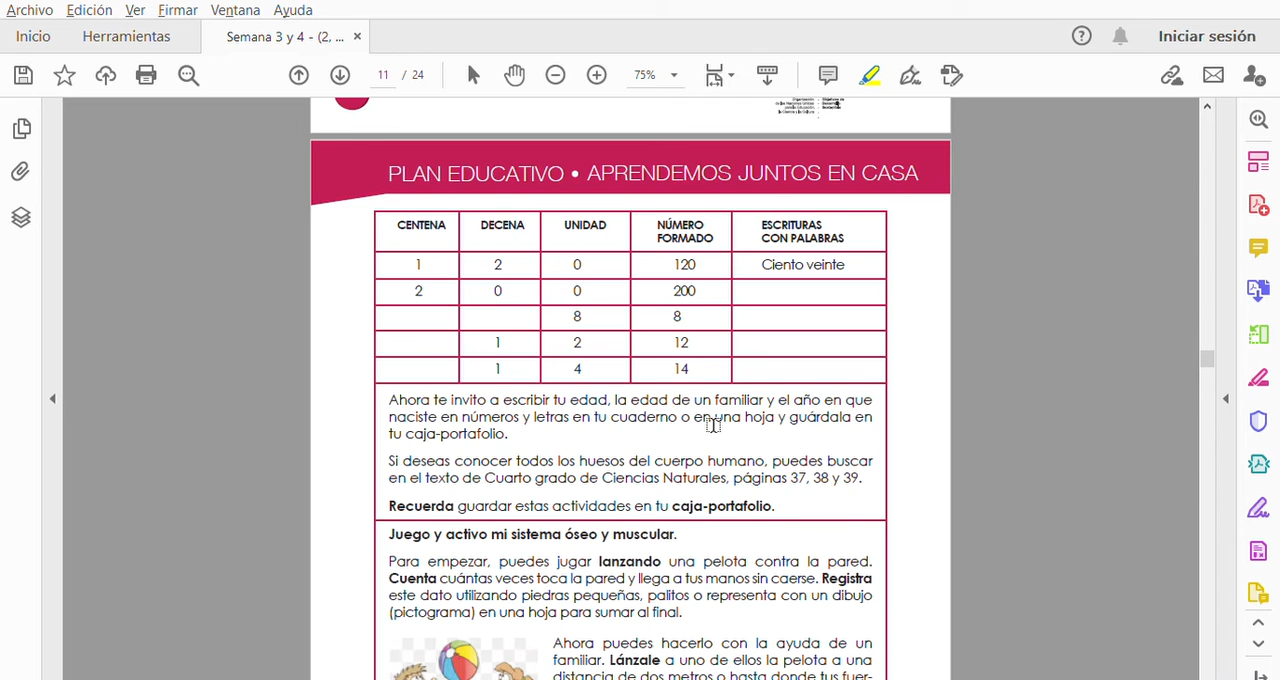 Archivo Edición Ver Firmar Ventana Ayuda
Inicio Herramientas Semana 3 y 4 - (2, ... × ? Iniciar sesión
11 / 24 75%
PLAN EDUCATIVO • APRENDEMOS JUNTOS EN CASA
CENTENA DECENA UNIDAD NÚMERO FORMADO ESCRITURAS CON PALABRAS
1 2 0 120 Ciento veinte
2 0 0 200
8 8
1 2 12
1 4 14
Ahora te invito a escribir tu edad, la edad de un familiar y el año en que
naciste en números y letras en tu cuaderno o en una hoja y guárdala en
tu caja-portafolio.
Si deseas conocer todos los huesos del cuerpo humano, puedes buscar
en el texto de Cuarto grado de Ciencias Naturales, páginas 37, 38 y 39.
Recuerda guardar estas actividades en tu caja-portafolio.
Juego y activo mi sistema óseo y muscular.
Para empezar, puedes jugar lanzando una pelota contra la pared.
Cuenta cuántas veces toca la pared y llega a tus manos sin caerse. Registra
este dato utilizando piedras pequeñas, palitos o representa con un dibujo
(pictograma) en una hoja para sumar al final.
Ahora puedes hacerlo con la ayuda de un
familiar. Lánzale a uno de ellos la pelota a una
distancia de dos metros o hasta donde tus fuer-